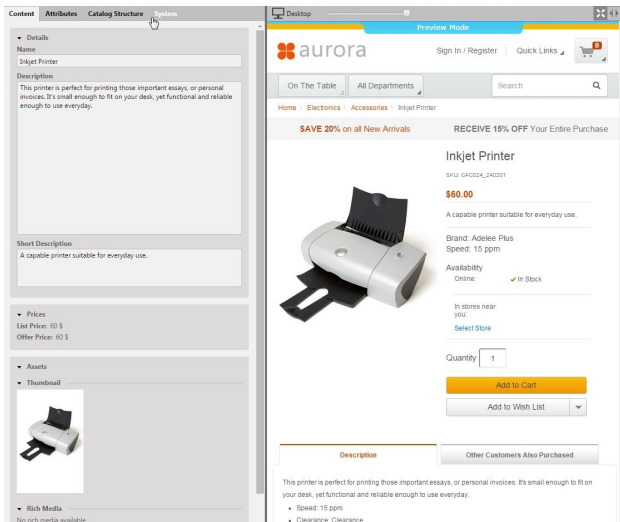 Content Attributes Catalog Structure System
Details
Name
Inkjet Printer
Description
This printer is perfect for printing those important essays, or personal
invoices. It's small enough to fit on your desk, yet functional and reliable
enough to use everyday.
Short Description
A capable printer suitable for everyday use.
Prices
List Price: 60 $
Offer Price: 60 $
Assets
Thumbnail
Rich Media
No rich media available
Desktop
Preview Mode
aurora
Sign In / Register Quick Links 0
On The Table All Departments Search
Home \ Electronics \ Accessories \ Inkjet Printer
SAVE 20% on all New Arrivals RECEIVE 15% OFF Your Entire Purchase
Inkjet Printer
SKU: CAC024_240201
$60.00
A capable printer suitable for everyday use.
Brand: Adelee Plus
Speed: 15 ppm
Availability
Online: In Stock
In stores near
you:
Select Store
Quantity 1
Add to Cart
Add to Wish List
Description Other Customers Also Purchased
This printer is perfect for printing those important essays, or personal invoices. It's small enough to fit on
your desk, yet functional and reliable enough to use everyday.
• Speed: 15 ppm
• Clearance: Clearance